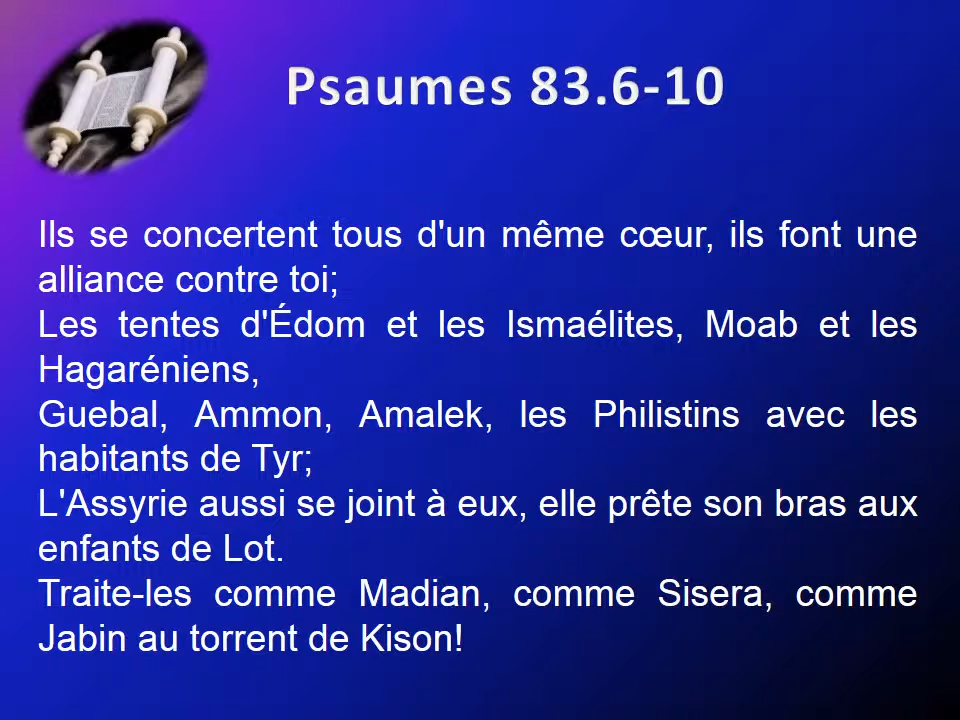 Psaumes 83.6-10
Ils se concertent tous d'un même cœur, ils font une
alliance contre toi;
Les tentes d'Édom et les Ismaélites, Moab et les
Hagaréniens,
Guebal, Ammon, Amalek, les Philistins avec les
habitants de Tyr;
L'Assyrie aussi se joint à eux, elle prête son bras aux
enfants de Lot.
Traite-les comme Madian, comme Sisera, comme
Jabin au torrent de Kison!